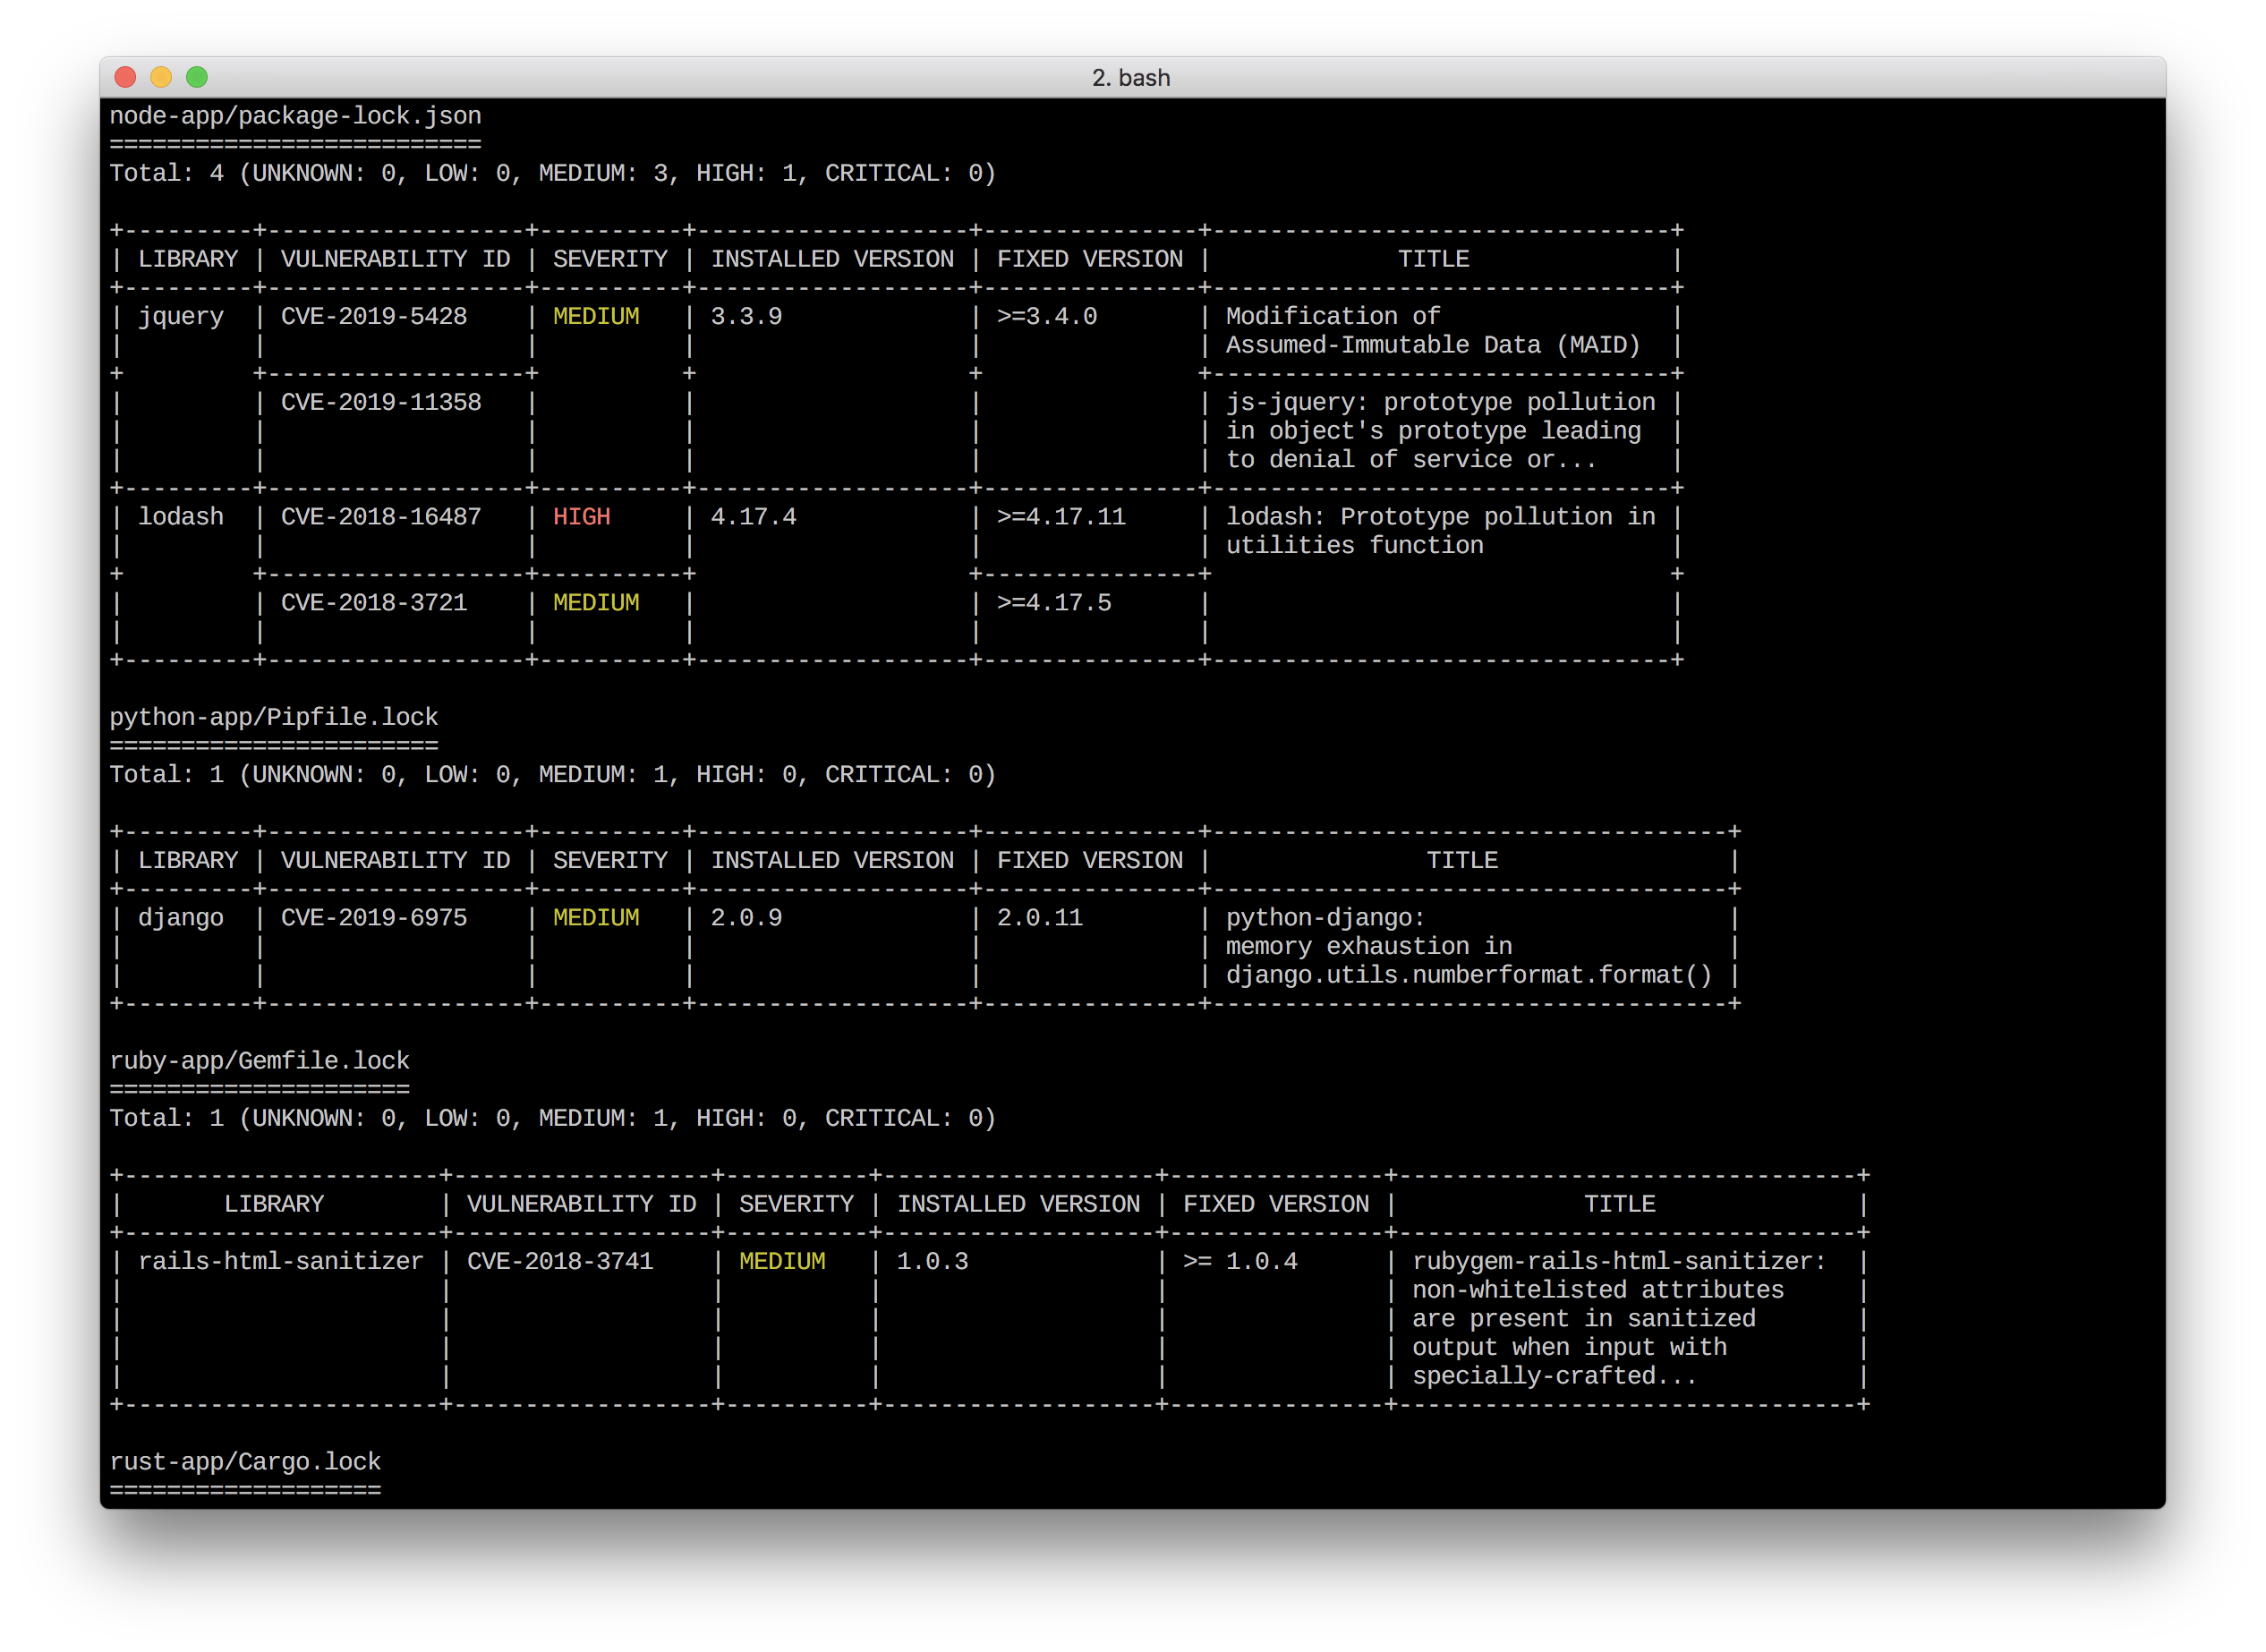 2. bash
node-app/package-lock.json
==========================
Total: 4 (UNKNOWN: 0, LOW: 0, MEDIUM: 3, HIGH: 1, CRITICAL: 0)
+---------+------------------+----------+-------------------+---------------+--------------------------------+
| LIBRARY | VULNERABILITY ID | SEVERITY | INSTALLED VERSION | FIXED VERSION |             TITLE              |
+---------+------------------+----------+-------------------+---------------+--------------------------------+
| jquery  | CVE-2019-5428    | MEDIUM   | 3.3.9             | >=3.4.0       | Modification of                |
|         |                  |          |                   |               | Assumed-Immutable Data (MAID)  |
+         +------------------+          +                   +               +--------------------------------+
|         | CVE-2019-11358   |          |                   |               | js-jquery: prototype pollution |
|         |                  |          |                   |               | in object's prototype leading  |
|         |                  |          |                   |               | to denial of service or...     |
+---------+------------------+----------+-------------------+---------------+--------------------------------+
| lodash  | CVE-2018-16487   | HIGH     | 4.17.4            | >=4.17.11     | lodash: Prototype pollution in |
|         |                  |          |                   |               | utilities function             |
+         +------------------+----------+                   +---------------+                                +
|         | CVE-2018-3721    | MEDIUM   |                   | >=4.17.5      |                                |
|         |                  |          |                   |               |                                |
+---------+------------------+----------+-------------------+---------------+--------------------------------+
python-app/Pipfile.lock
=======================
Total: 1 (UNKNOWN: 0, LOW: 0, MEDIUM: 1, HIGH: 0, CRITICAL: 0)
+---------+------------------+----------+-------------------+---------------+------------------------------------+
| LIBRARY | VULNERABILITY ID | SEVERITY | INSTALLED VERSION | FIXED VERSION |               TITLE                |
+---------+------------------+----------+-------------------+---------------+------------------------------------+
| django  | CVE-2019-6975    | MEDIUM   | 2.0.9             | 2.0.11        | python-django:                     |
|         |                  |          |                   |               | memory exhaustion in               |
|         |                  |          |                   |               | django.utils.numberformat.format() |
+---------+------------------+----------+-------------------+---------------+------------------------------------+
ruby-app/Gemfile.lock
=====================
Total: 1 (UNKNOWN: 0, LOW: 0, MEDIUM: 1, HIGH: 0, CRITICAL: 0)
+----------------------+------------------+----------+-------------------+---------------+--------------------------------+
|       LIBRARY        | VULNERABILITY ID | SEVERITY | INSTALLED VERSION | FIXED VERSION |             TITLE              |
+----------------------+------------------+----------+-------------------+---------------+--------------------------------+
| rails-html-sanitizer | CVE-2018-3741    | MEDIUM   | 1.0.3             | >= 1.0.4      | rubygem-rails-html-sanitizer:  |
|                      |                  |          |                   |               | non-whitelisted attributes     |
|                      |                  |          |                   |               | are present in sanitized       |
|                      |                  |          |                   |               | output when input with         |
|                      |                  |          |                   |               | specially-crafted...           |
+----------------------+------------------+----------+-------------------+---------------+--------------------------------+
rust-app/Cargo.lock
===================